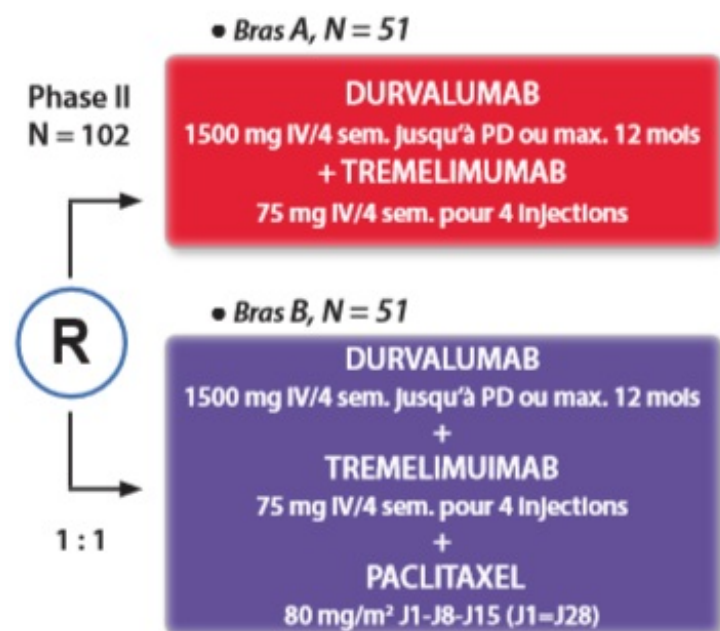 • Bras A, N = 51
Phase II
N = 102
DURVALUMAB
1500 mg IV/4 sem. jusqu'à PD ou max. 12 mois
+ TREMELIMUMAB
75 mg IV/4 sem. pour 4 injections
R
• Bras B, N = 51
DURVALUMAB
1500 mg IV/4 sem. jusqu'à PD ou max. 12 mois
+
TREMELIMUIMAB
75 mg IV/4 sem. pour 4 injections
+
PACLITAXEL
80 mg/m² J1-J8-J15 (J1=J28)
1 : 1